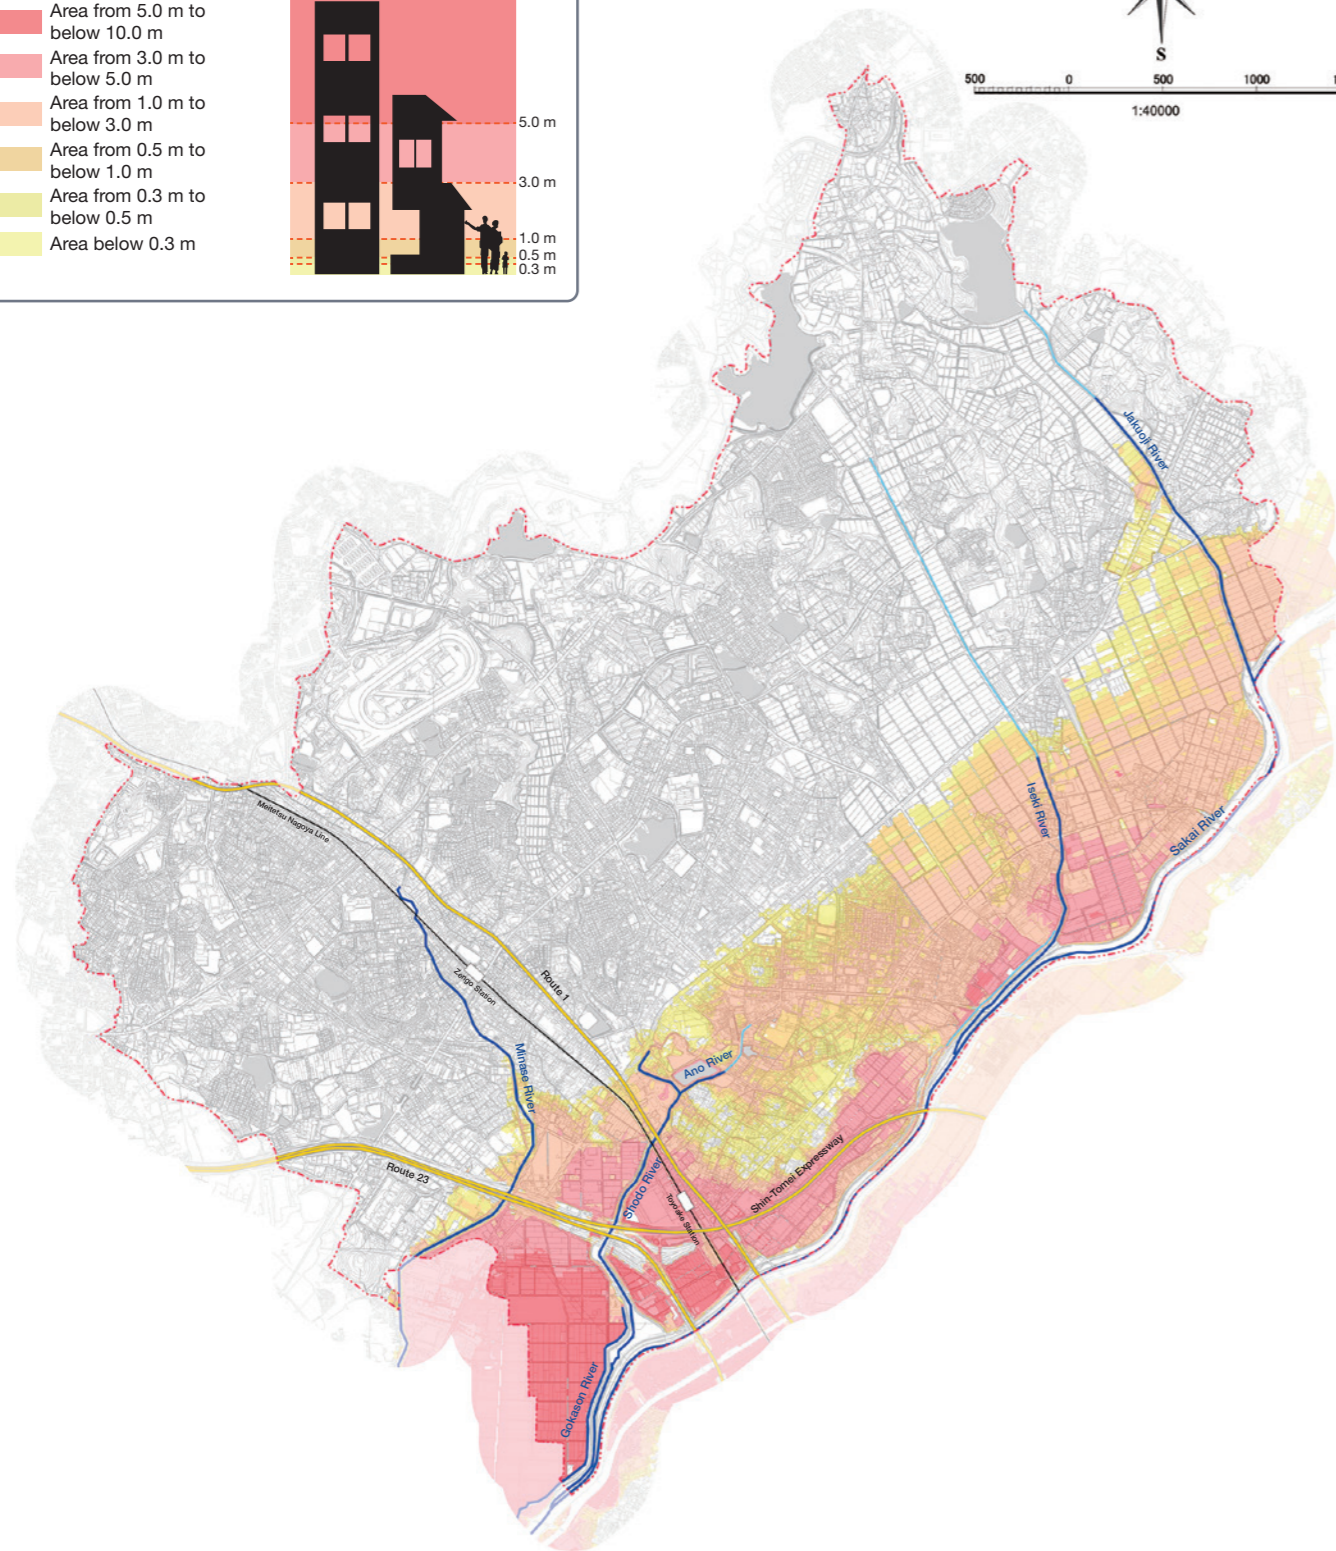 Area from 5.0 m to
below 10.0 m
Area from 3.0 m to
below 5.0 m
Area from 1.0 m to
below 3.0 m
Area from 0.5 m to
below 1.0 m
Area from 0.3 m to
below 0.5 m
Area below 0.3 m
5.0 m
3.0 m
1.0 m
0.5 m
0.3 m
S
500 0 500 1000
1:40000
Jakuoji River
Iseki River
Sakai River
Meitetsu Nagoya Line
Zengo Station
Route 1
Minase River
Ano River
Route 23
Shodo River
Toyoake Station
Shin-Tomei Expressway
Gokason River